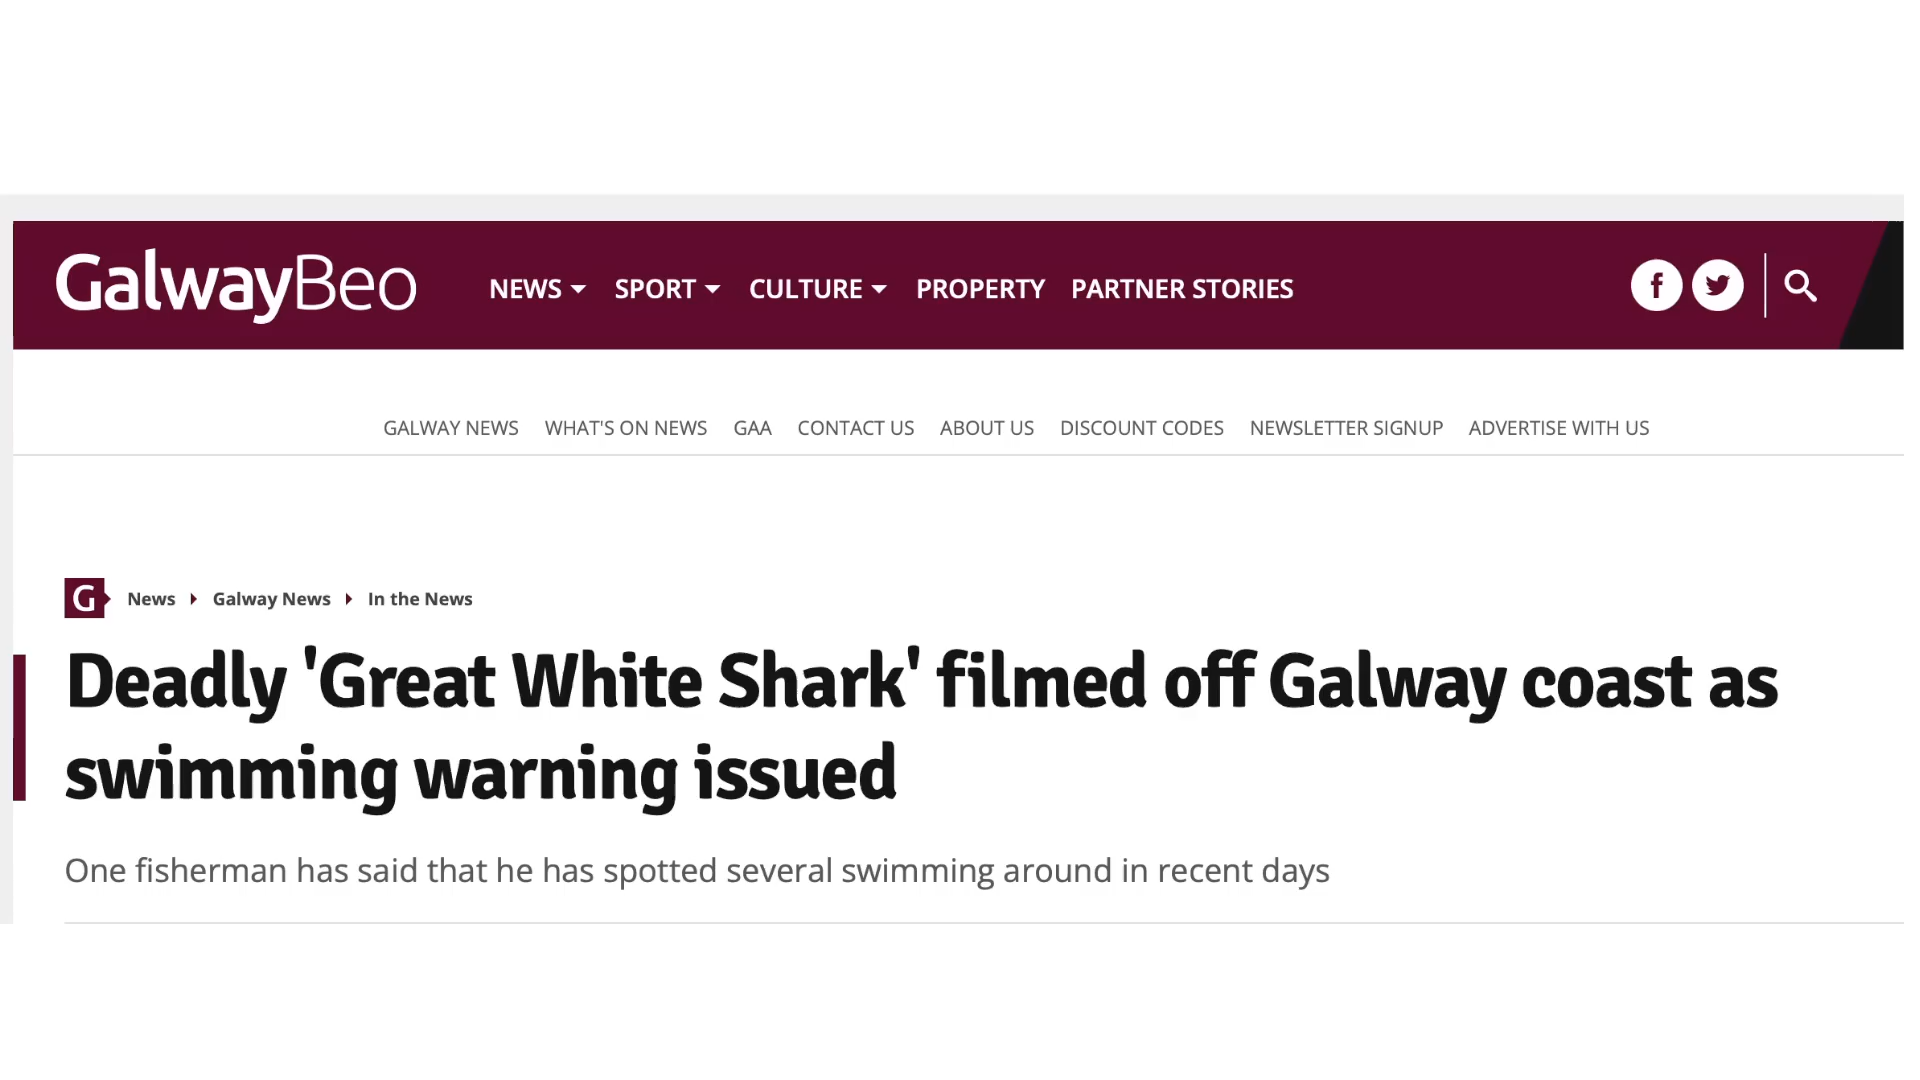 GalwayBeo
NEWS SPORT CULTURE PROPERTY PARTNER STORIES
GALWAY NEWS WHAT'S ON NEWS GAA CONTACT US ABOUT US DISCOUNT CODES NEWSLETTER SIGNUP ADVERTISE WITH US
G News Galway News In the News
Deadly 'Great White Shark' filmed off Galway coast as
swimming warning issued
One fisherman has said that he has spotted several swimming around in recent days